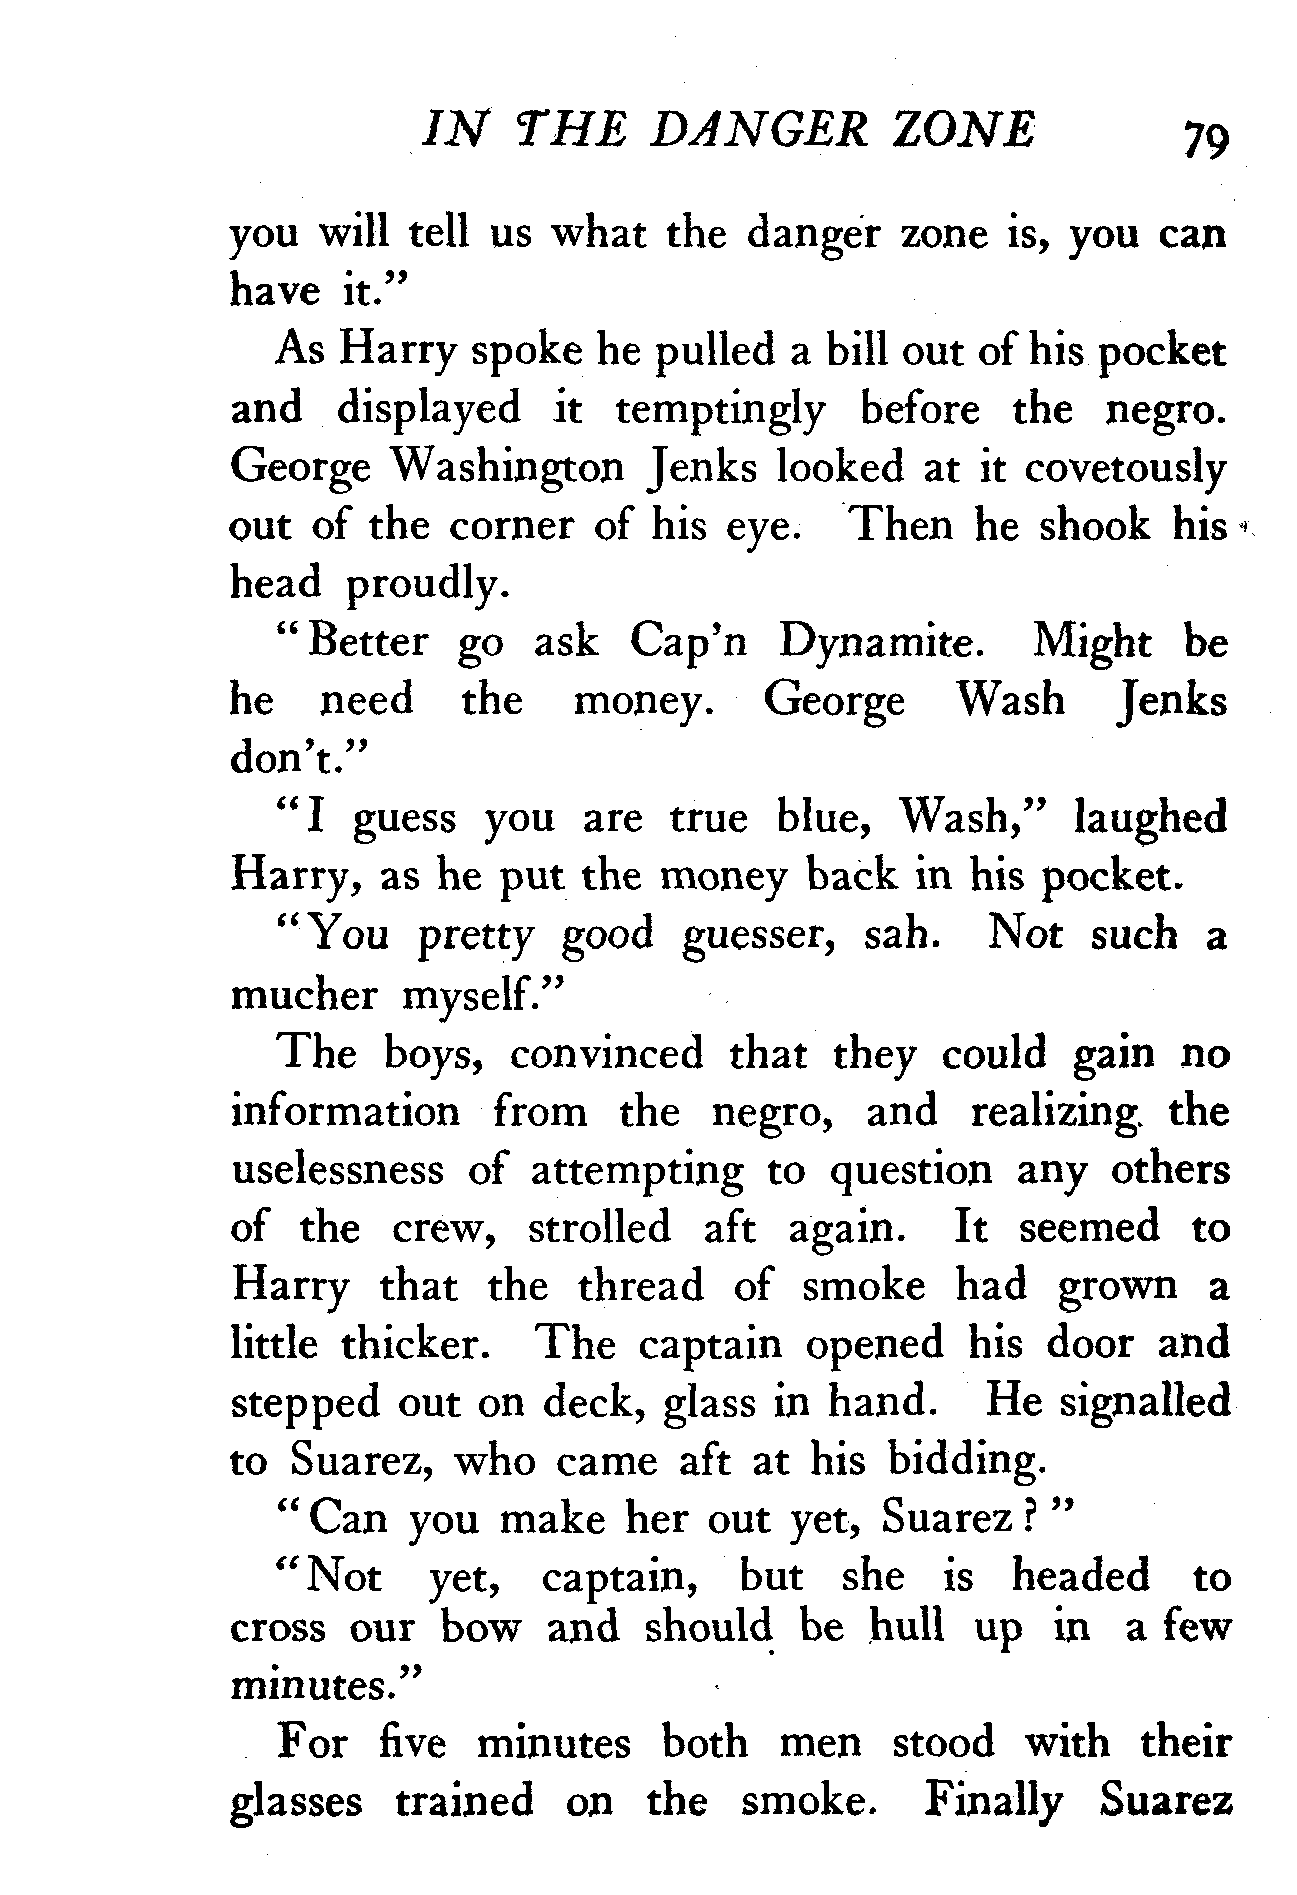 IN THE DANGER ZONE 79
you will tell us what the danger zone is, you can
have it.”
As Harry spoke he pulled a bill out of his pocket
and displayed it temptingly before the negro.
George Washington Jenks looked at it covetously
out of the corner of his eye. Then he shook his
head proudly.
“Better go ask Cap’n Dynamite. Might be
he need the money. George Wash Jenks
don’t.”
“I guess you are true blue, Wash,” laughed
Harry, as he put the money back in his pocket.
“You pretty good guesser, sah. Not such a
mucher myself.”
The boys, convinced that they could gain no
information from the negro, and realizing the
uselessness of attempting to question any others
of the crew, strolled aft again. It seemed to
Harry that the thread of smoke had grown a
little thicker. The captain opened his door and
stepped out on deck, glass in hand. He signalled
to Suarez, who came aft at his bidding.
“Can you make her out yet, Suarez?”
“Not yet, captain, but she is headed to
cross our bow and should be hull up in a few
minutes.”
For five minutes both men stood with their
glasses trained on the smoke. Finally Suarez